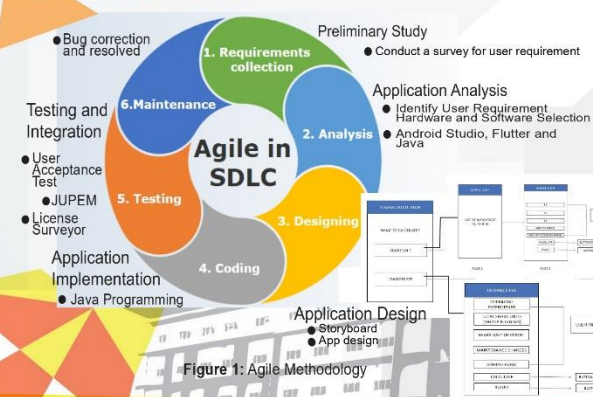 Bug correction
and resolved
Preliminary Study
Conduct a survey for user requirement
1. Requirements
collection
Application Analysis
Identify User Requirement
Hardware and Software Selection
Android Studio, Flutter and
Java
6.Maintenance
2. Analysis
Agile in
SDLC
Testing and
Integration
User
Acceptance
Test
JUPEM
License
Surveyor
5. Testing
3. Designing
4. Coding
Application
Implementation
Java Programming
Application Design
Storyboard
App design
Figure 1: Agile Methodology